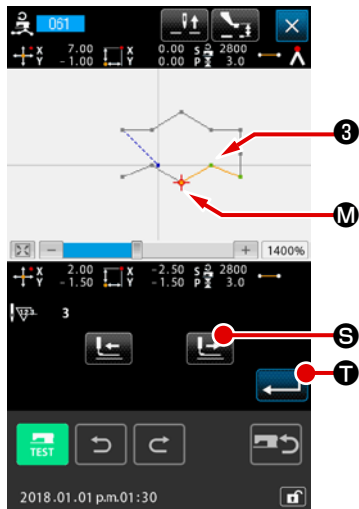 061
X 7.00 X 0.00 S 2800
Y -1.00 Y 0.00 P 3.0
3
M
- + 1400%
X 2.00 X -2.50 S 2800
Y -1.50 Y -1.50 P 3.0
123.. 3
S
T
TEST
2018.01.01 p.m.01:30